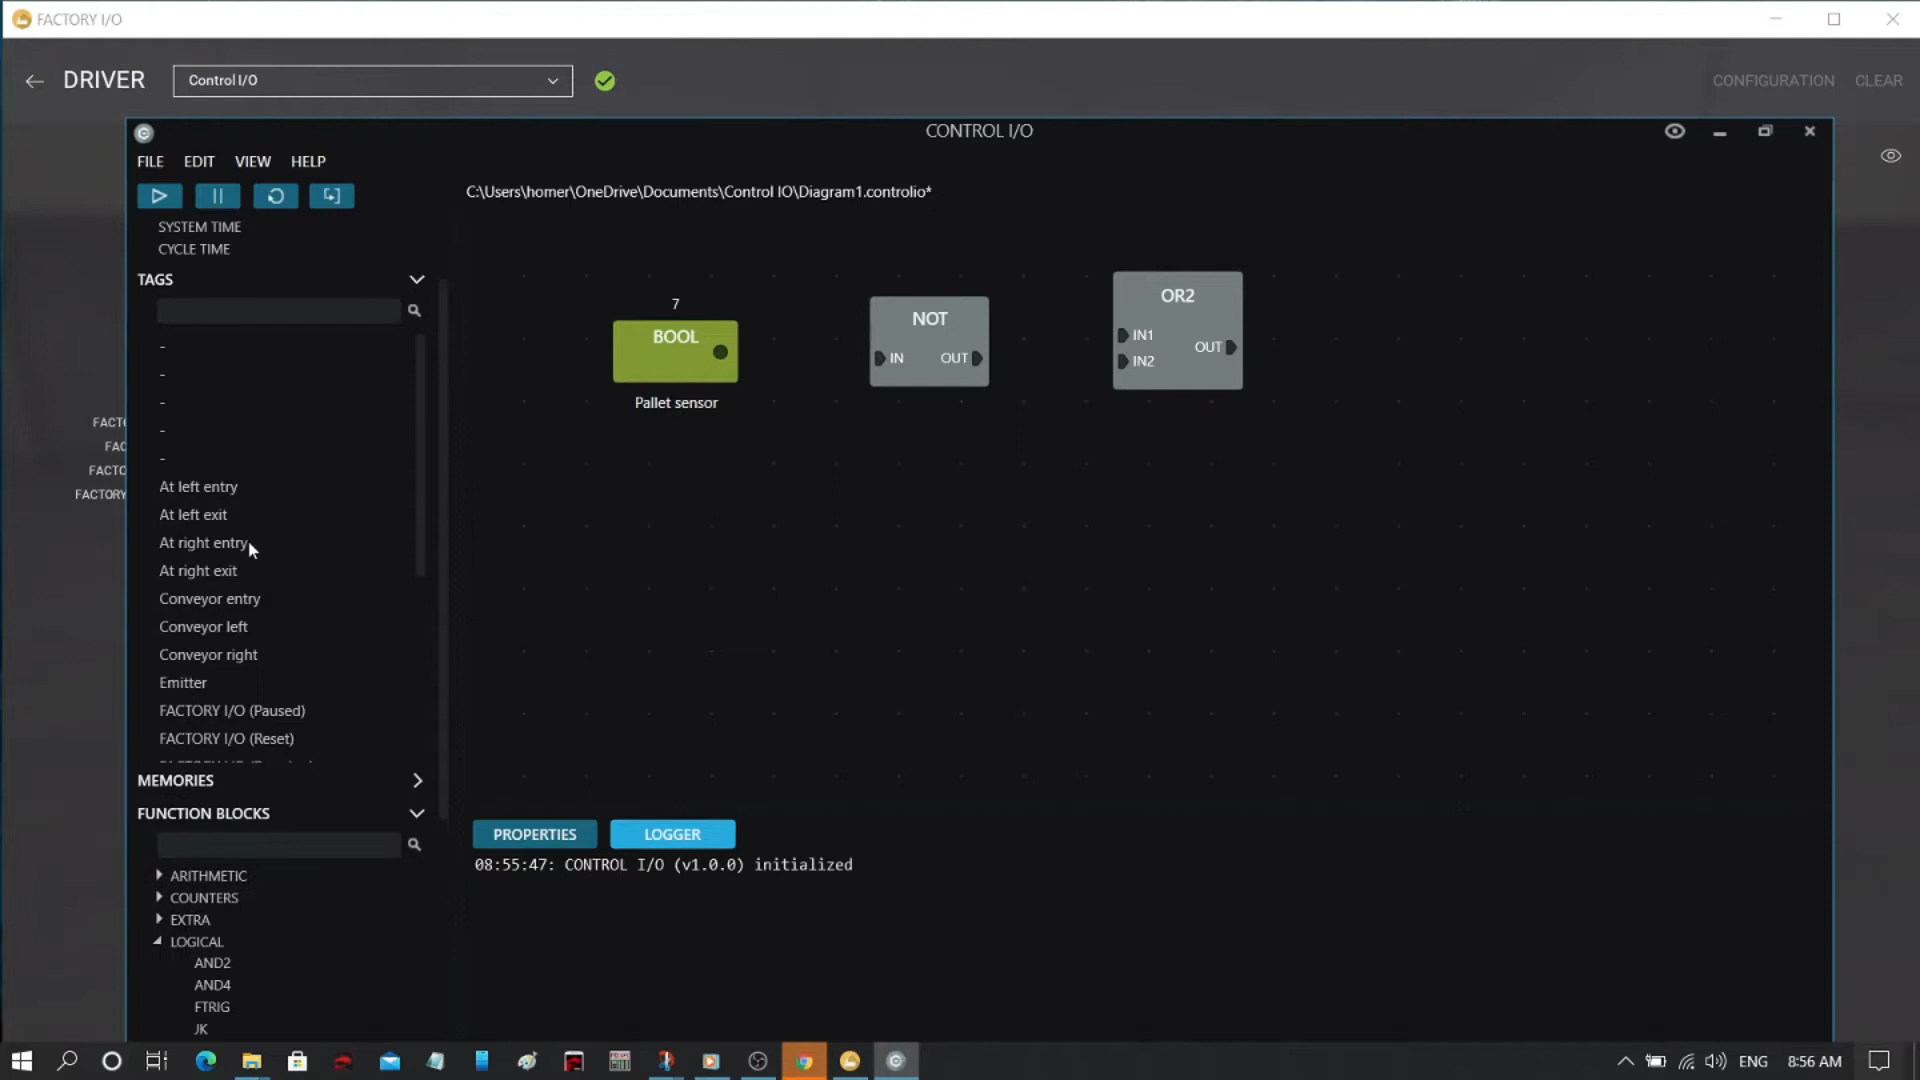 FACTORY I/O
DRIVER
Control I/O
CONFIGURATION
CLEAR
CONTROL I/O
FILE
EDIT
VIEW
HELP
C:\Users\homer\OneDrive\Documents\Control IO\Diagram1.controlio*
SYSTEM TIME
CYCLE TIME
TAGS
-
-
-
-
-
At left entry
At left exit
At right entry
At right exit
Conveyor entry
Conveyor left
Conveyor right
Emitter
FACTORY I/O (Paused)
FACTORY I/O (Reset)
MEMORIES
FUNCTION BLOCKS
ARITHMETIC
COUNTERS
EXTRA
LOGICAL
AND2
AND4
FTRIG
JK
FACTO
FAC
FACTO
FACTORY
7
BOOL
Pallet sensor
NOT
IN OUT
OR2
IN1
OUT
IN2
PROPERTIES
LOGGER
08:55:47: CONTROL I/O (v1.0.0) initialized
ENG
8:56 AM